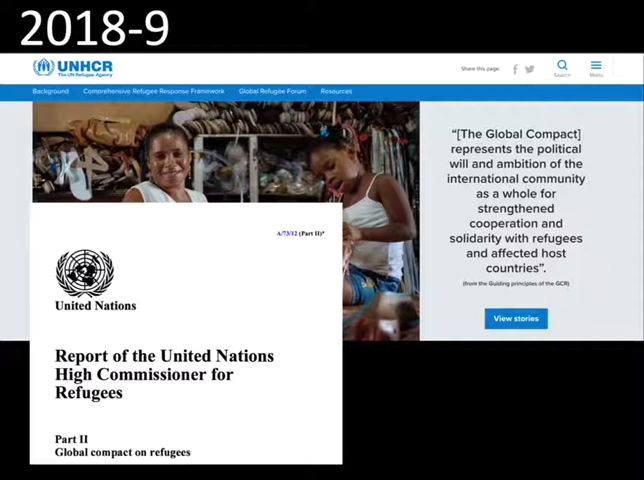 2018-9
UNHCR
The UN Refugee Agency
Share this page:
Search
Menu
Background
Comprehensive Refugee Response Framework
Global Refugee Forum
Resources
“[The Global Compact]
represents the political
will and ambition of the
international community
as a whole for
strengthened
cooperation and
solidarity with refugees
and affected host
countries”.
(from the Guiding principles of the GCR)
View stories
A/73/12 (Part II)*
United Nations
Report of the United Nations
High Commissioner for
Refugees
Part II
Global compact on refugees